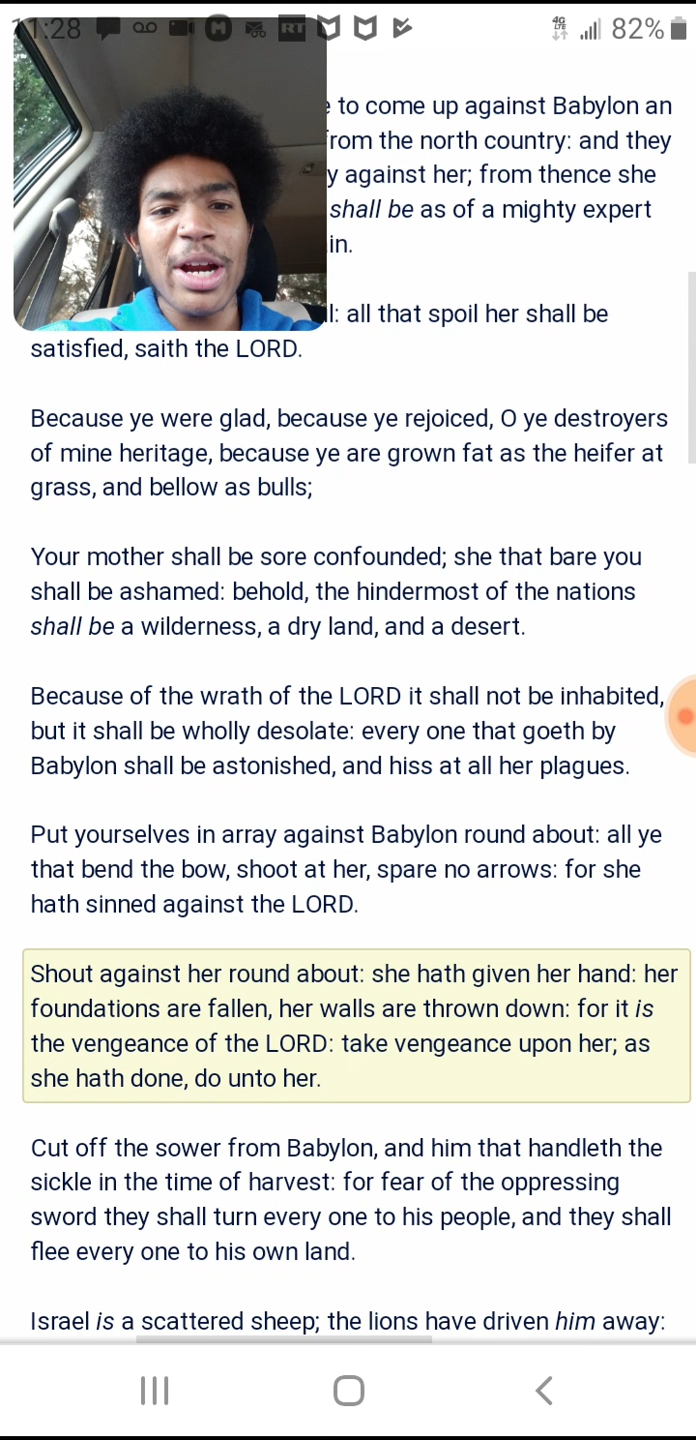 11:28 RT 4G LTE 82%
to come up against Babylon an
from the north country: and they
against her; from thence she
shall be as of a mighty expert
in.
all that spoil her shall be
satisfied, saith the LORD.
Because ye were glad, because ye rejoiced, O ye destroyers
of mine heritage, because ye are grown fat as the heifer at
grass, and bellow as bulls;
Your mother shall be sore confounded; she that bare you
shall be ashamed: behold, the hindermost of the nations
shall be a wilderness, a dry land, and a desert.
Because of the wrath of the LORD it shall not be inhabited,
but it shall be wholly desolate: every one that goeth by
Babylon shall be astonished, and hiss at all her plagues.
Put yourselves in array against Babylon round about: all ye
that bend the bow, shoot at her, spare no arrows: for she
hath sinned against the LORD.
Shout against her round about: she hath given her hand: her
foundations are fallen, her walls are thrown down: for it is
the vengeance of the LORD: take vengeance upon her; as
she hath done, do unto her.
Cut off the sower from Babylon, and him that handleth the
sickle in the time of harvest: for fear of the oppressing
sword they shall turn every one to his people, and they shall
flee every one to his own land.
Israel is a scattered sheep; the lions have driven him away: